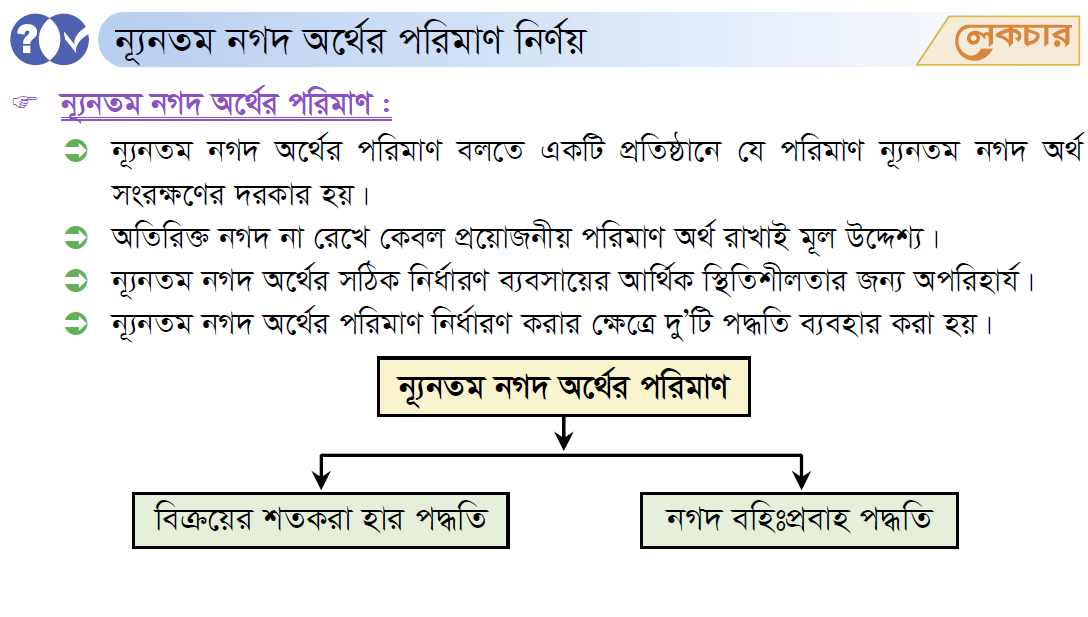 ন্যূনতম নগদ অর্থের পরিমাণ নির্ণয়
লেকচার
ন্যূনতম নগদ অর্থের পরিমাণ :
ন্যূনতম নগদ অর্থের পরিমাণ বলতে একটি প্রতিষ্ঠানে যে পরিমাণ ন্যূনতম নগদ অর্থ
সংরক্ষণের দরকার হয়।
অতিরিক্ত নগদ না রেখে কেবল প্রয়োজনীয় পরিমাণ অর্থ রাখাই মূল উদ্দেশ্য।
ন্যূনতম নগদ অর্থের সঠিক নির্ধারণ ব্যবসায়ের আর্থিক স্থিতিশীলতার জন্য অপরিহার্য।
ন্যূনতম নগদ অর্থের পরিমাণ নির্ধারণ করার ক্ষেত্রে দু’টি পদ্ধতি ব্যবহার করা হয়।
ন্যূনতম নগদ অর্থের পরিমাণ
বিক্রয়ের শতকরা হার পদ্ধতি
নগদ বহিঃপ্রবাহ পদ্ধতি